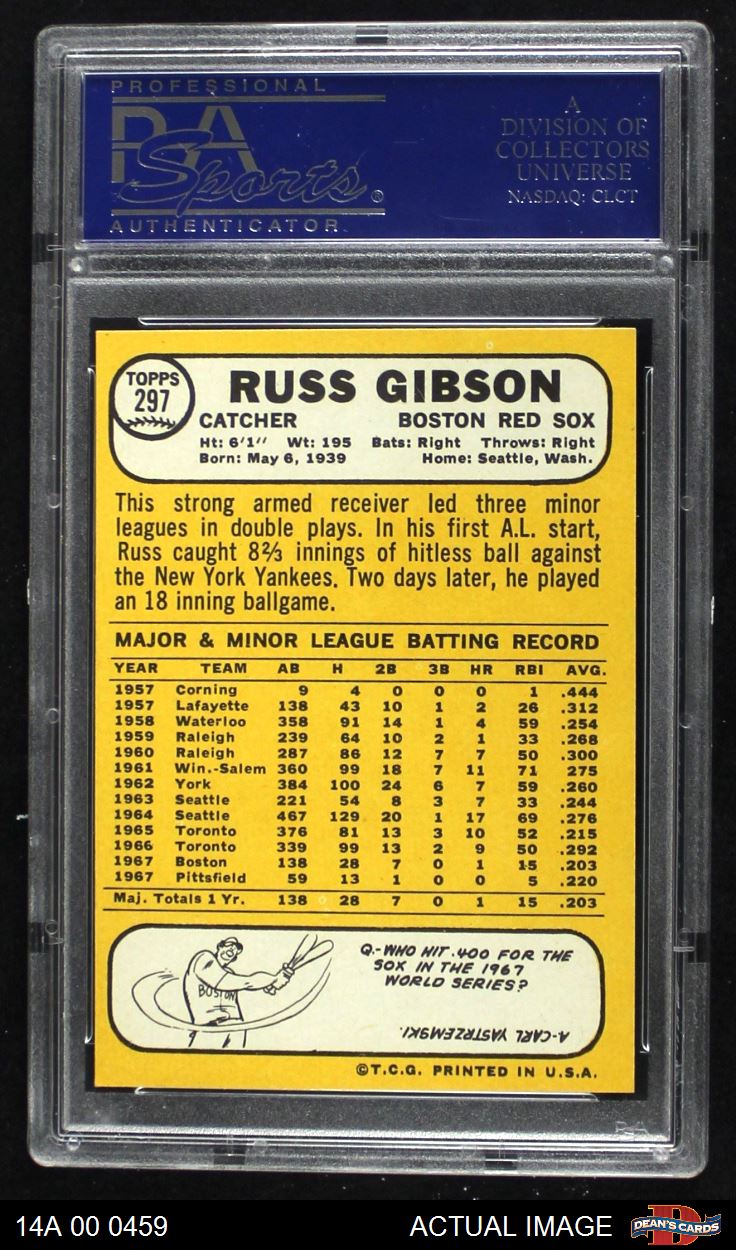 PROFESSIONAL
PSA
Sports ®
AUTHENTICATOR
A
DIVISION OF
COLLECTORS
UNIVERSE
NASDAQ: CLCT
TOPPS
297
RUSS GIBSON
CATCHER BOSTON RED SOX
Ht: 6'1" Wt: 195 Bats: Right Throws: Right
Born: May 6, 1939 Home: Seattle, Wash.
This strong armed receiver led three minor
leagues in double plays. In his first A.L. start,
Russ caught 8⅔ innings of hitless ball against
the New York Yankees. Two days later, he played
an 18 inning ballgame.
MAJOR & MINOR LEAGUE BATTING RECORD
YEAR TEAM AB H 2B 3B HR RBI AVG.
1957 Corning 9 4 0 0 0 1 .444
1957 Lafayette 138 43 10 1 2 26 .312
1958 Waterloo 358 91 14 1 4 59 .254
1959 Raleigh 239 64 10 2 1 33 .268
1960 Raleigh 287 86 12 7 7 50 .300
1961 Win.-Salem 360 99 18 7 11 71 275
1962 York 384 100 24 6 7 59 .260
1963 Seattle 221 54 8 3 7 33 .244
1964 Seattle 467 129 20 1 17 69 .276
1965 Toronto 376 81 13 3 10 52 .215
1966 Toronto 339 99 13 2 9 50 .292
1967 Boston 138 28 7 0 1 15 .203
1967 Pittsfield 59 13 1 0 0 5 .220
Maj. Totals 1 Yr. 138 28 7 0 1 15 .203
BOSTON
Q.-WHO HIT .400 FOR THE
SOX IN THE 1967
WORLD SERIES?
A-CARL YASTRZEMSKI.
©T.C.G. PRINTED IN U.S.A.
PSA
14A 00 0459 ACTUAL IMAGE
DEAN'S CARDS